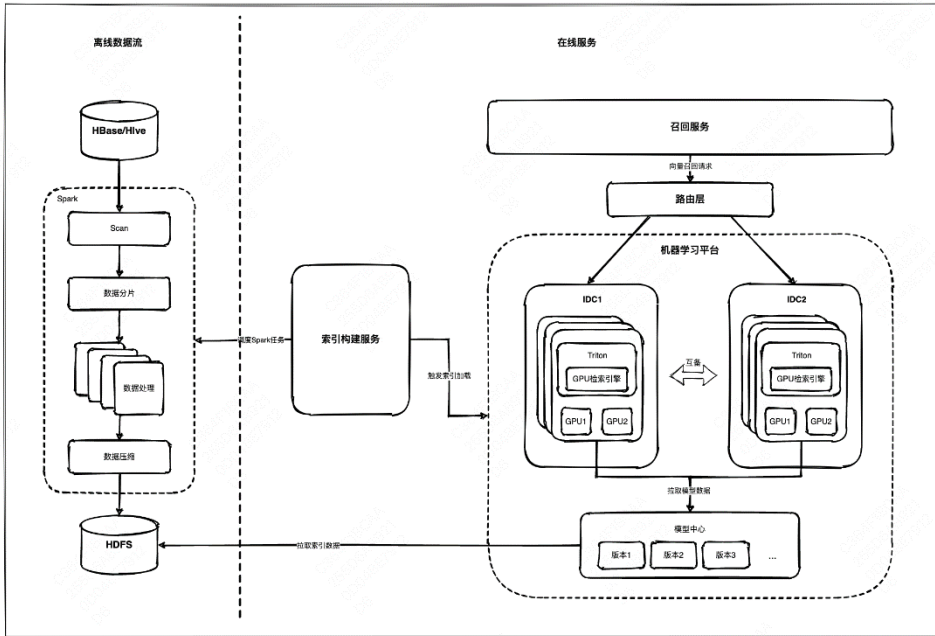 离线数据流
在线服务
HBase/HIve
Spark
Scan
数据分片
数据处理
数据压缩
HDFS
调度Spark任务
索引构建服务
触发索引加载
召回服务
向量召回请求
路由层
机器学习平台
IDC1
Triton
GPU检索引擎
GPU1
GPU2
互备
IDC2
Triton
GPU检索引擎
GPU1
GPU2
拉取模型数据
模型中心
版本1
版本2
版本3
...
拉取索引数据